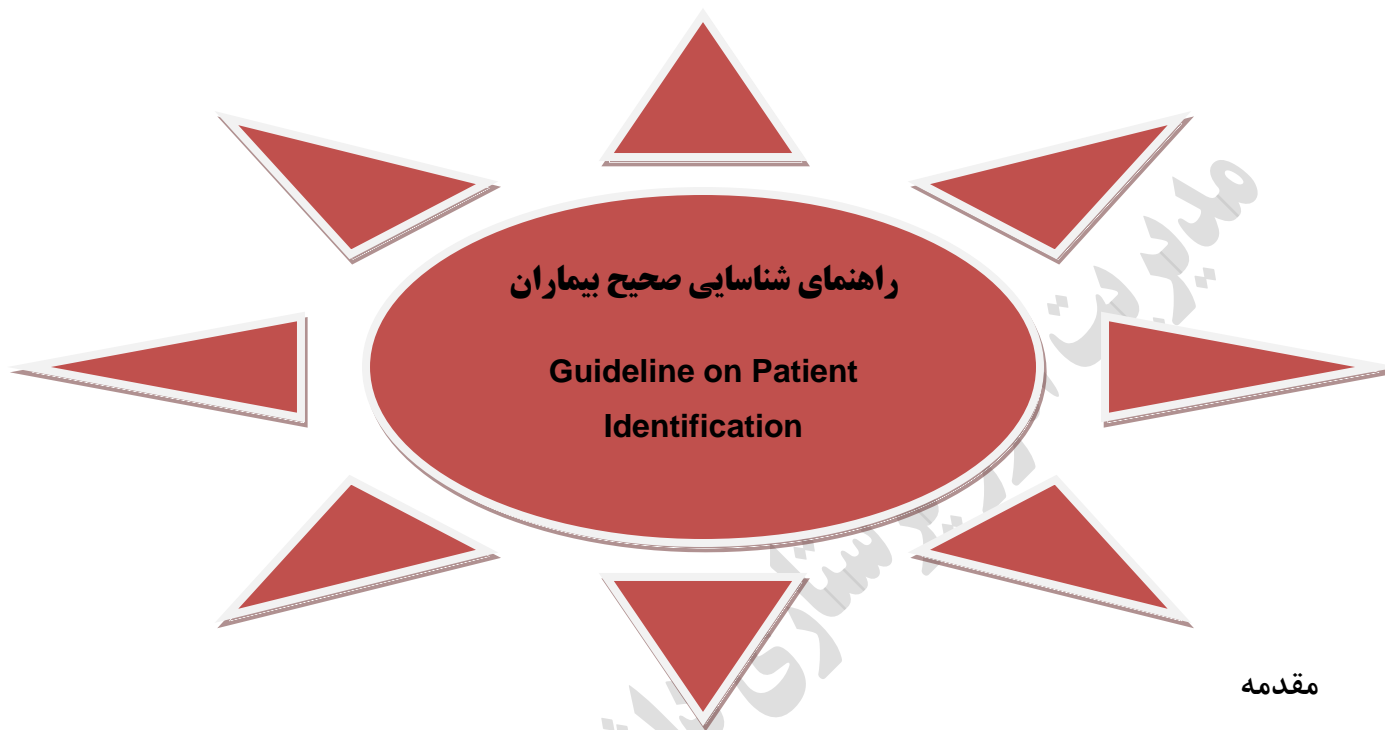 راهنمای شناسایی صحیح بیماران
Guideline on Patient
Identification
مقدمه